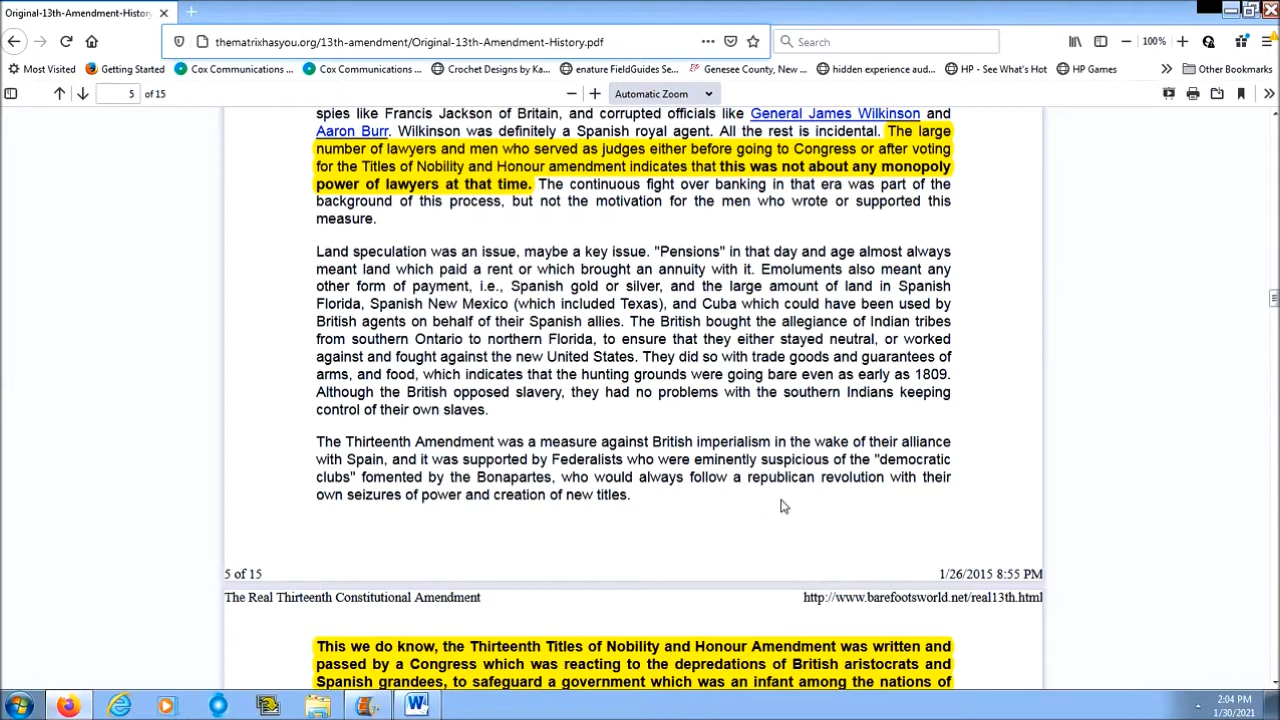 Original-13th-Amendment-History.
thematrixhasyou.org/13th-amendment/Original-13th-Amendment-History.pdf
Search
100%
Most Visited Getting Started Cox Communications ... Cox Communications ... Crochet Designs by Ka... enature FieldGuides Se... Genesee County, New ... hidden experience aud... HP - See What's Hot HP Games Other Bookmarks
5 of 15 Automatic Zoom
spies like Francis Jackson of Britain, and corrupted officials like General James Wilkinson and
Aaron Burr. Wilkinson was definitely a Spanish royal agent. All the rest is incidental. The large
number of lawyers and men who served as judges either before going to Congress or after voting
for the Titles of Nobility and Honour amendment indicates that this was not about any monopoly
power of lawyers at that time. The continuous fight over banking in that era was part of the
background of this process, but not the motivation for the men who wrote or supported this
measure.
Land speculation was an issue, maybe a key issue. "Pensions" in that day and age almost always
meant land which paid a rent or which brought an annuity with it. Emoluments also meant any
other form of payment, i.e., Spanish gold or silver, and the large amount of land in Spanish
Florida, Spanish New Mexico (which included Texas), and Cuba which could have been used by
British agents on behalf of their Spanish allies. The British bought the allegiance of Indian tribes
from southern Ontario to northern Florida, to ensure that they either stayed neutral, or worked
against and fought against the new United States. They did so with trade goods and guarantees of
arms, and food, which indicates that the hunting grounds were going bare even as early as 1809.
Although the British opposed slavery, they had no problems with the southern Indians keeping
control of their own slaves.
The Thirteenth Amendment was a measure against British imperialism in the wake of their alliance
with Spain, and it was supported by Federalists who were eminently suspicious of the "democratic
clubs" fomented by the Bonapartes, who would always follow a republican revolution with their
own seizures of power and creation of new titles.
5 of 15 1/26/2015 8:55 PM
The Real Thirteenth Constitutional Amendment http://www.barefootsworld.net/real13th.html
This we do know, the Thirteenth Titles of Nobility and Honour Amendment was written and
passed by a Congress which was reacting to the depredations of British aristocrats and
Spanish grandees, to safeguard a government which was an infant among the nations of
2:04 PM
1/30/2021